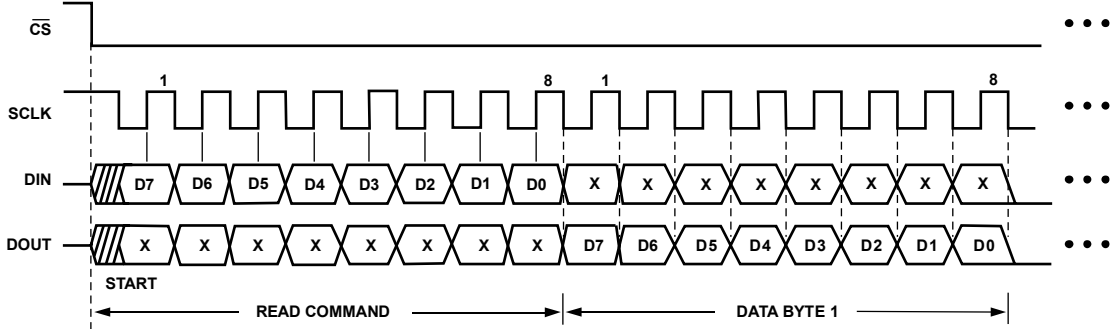 CS
1 8 1 8
SCLK
DIN D7 D6 D5 D4 D3 D2 D1 D0 X X X X X X X X
DOUT X X X X X X X X D7 D6 D5 D4 D3 D2 D1 D0
START
READ COMMAND DATA BYTE 1